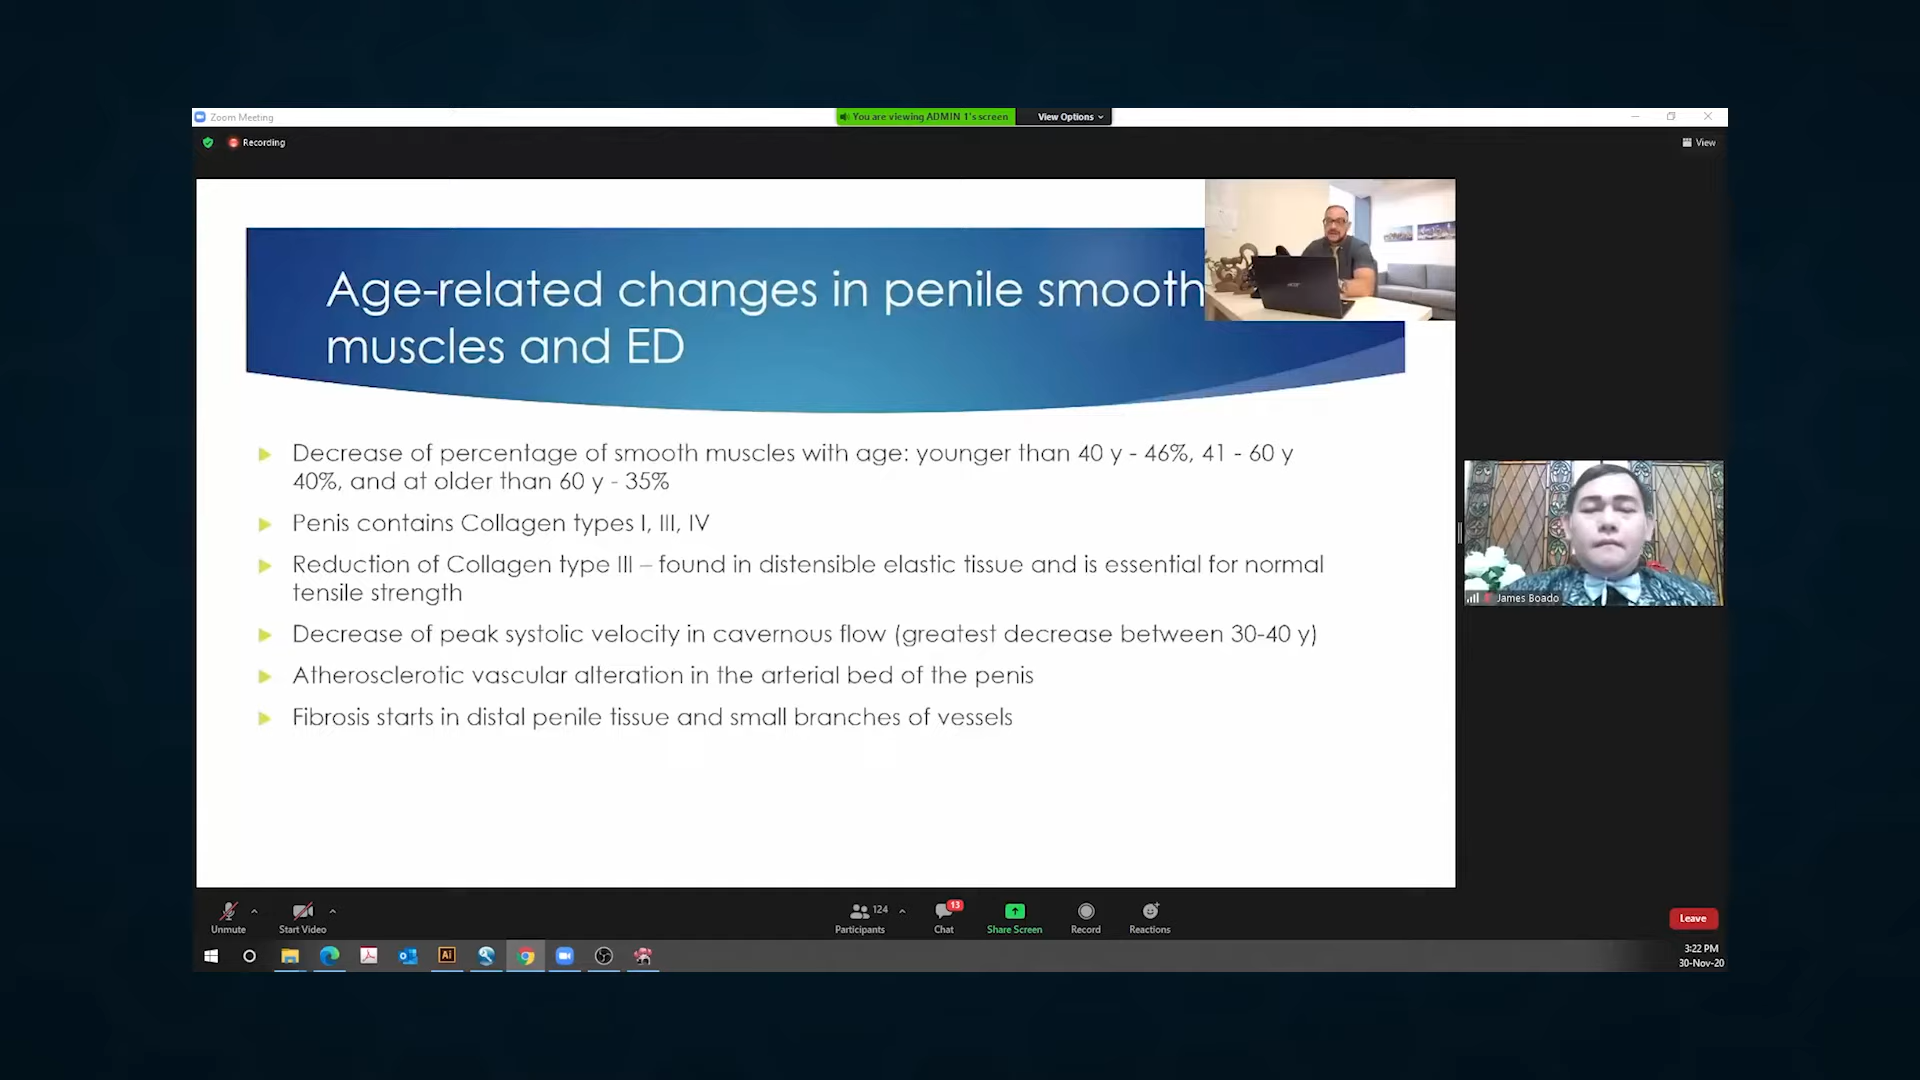 Zoom Meeting
You are viewing ADMIN 1's screen
View Options
Recording
View
Age-related changes in penile smooth
muscles and ED
Decrease of percentage of smooth muscles with age: younger than 40 y - 46%, 41 - 60 y
40%, and at older than 60 y - 35%
Penis contains Collagen types I, III, IV
Reduction of Collagen type III – found in distensible elastic tissue and is essential for normal
tensile strength
Decrease of peak systolic velocity in cavernous flow (greatest decrease between 30-40 y)
Atherosclerotic vascular alteration in the arterial bed of the penis
Fibrosis starts in distal penile tissue and small branches of vessels
acer
James Boado
Unmute
Start Video
124
Participants
13
Chat
Share Screen
Record
Reactions
Leave
Ai
3:22 PM
30-Nov-20